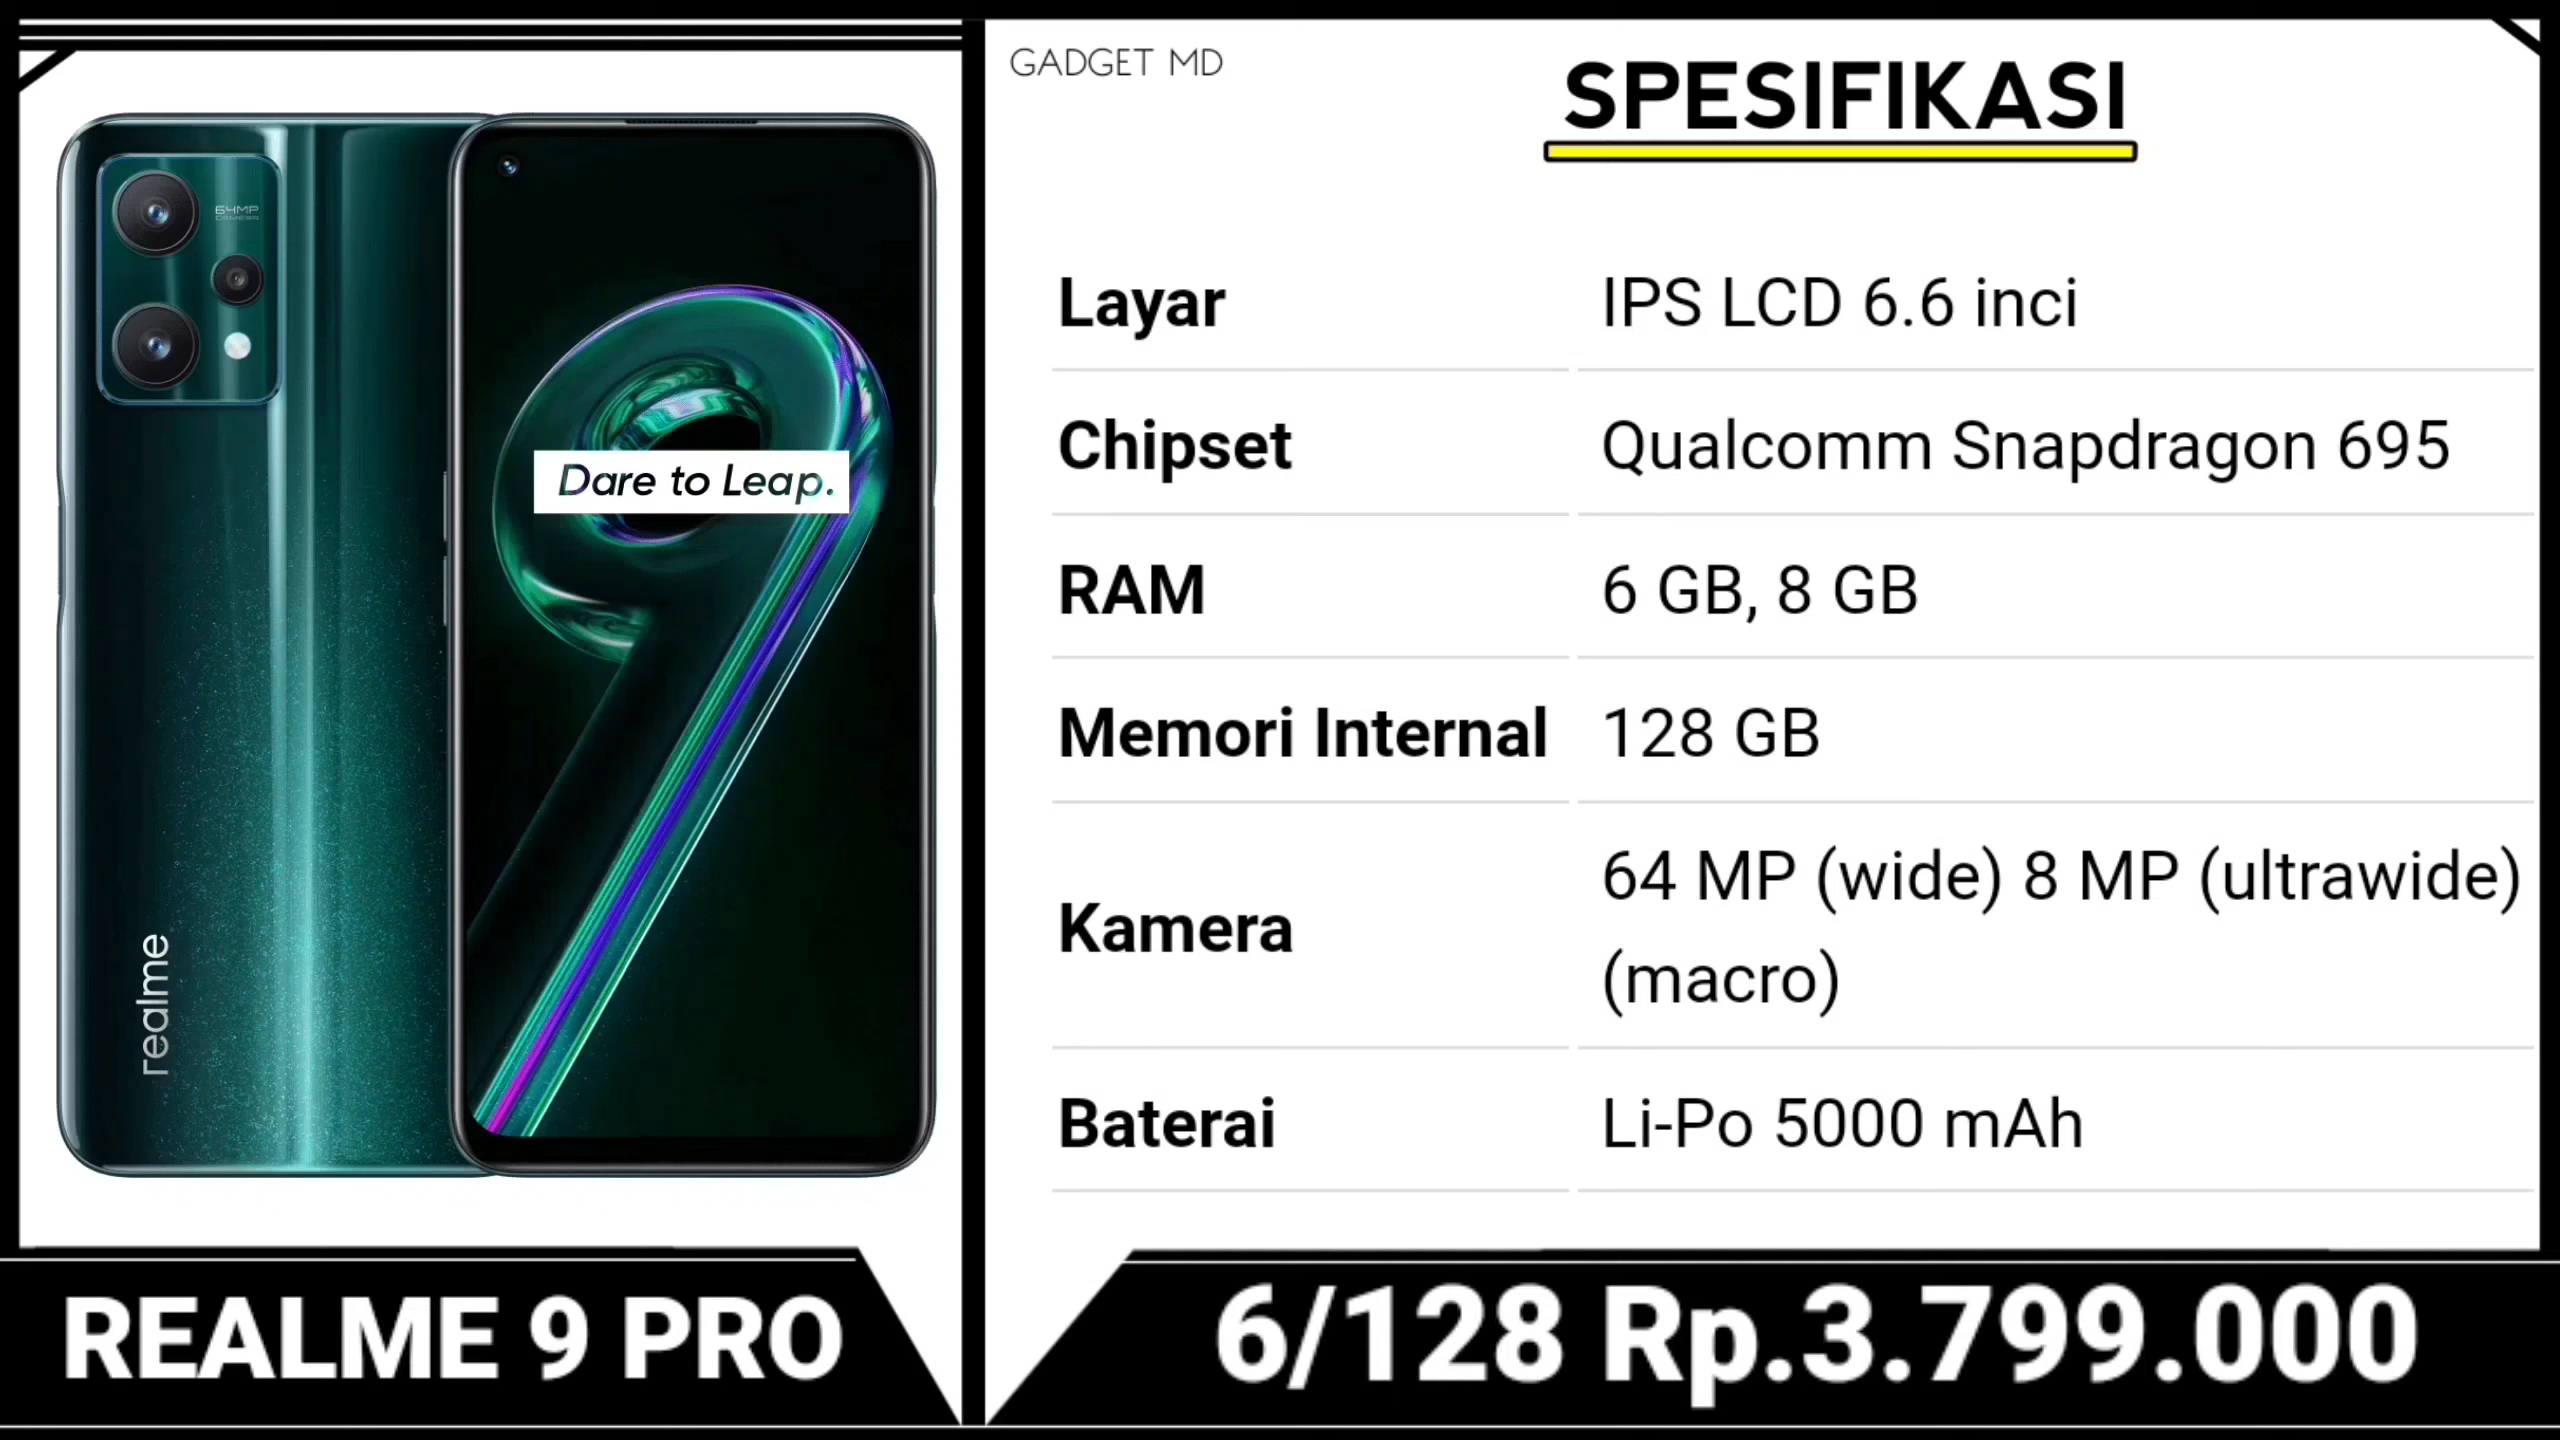 GADGET MD
SPESIFIKASI
64MP
CAMERA
Dare to Leap.
realme
Layar IPS LCD 6.6 inci
Chipset Qualcomm Snapdragon 695
RAM 6 GB, 8 GB
Memori Internal 128 GB
Kamera 64 MP (wide) 8 MP (ultrawide)
(macro)
Baterai Li-Po 5000 mAh
REALME 9 PRO
6/128 Rp.3.799.000